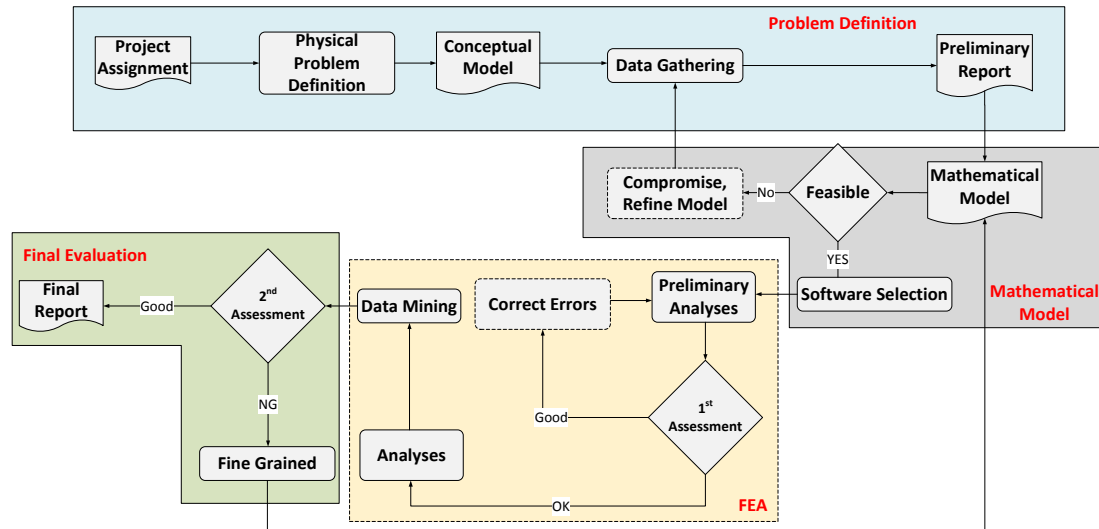 Problem Definition
Project
Assignment
Physical
Problem
Definition
Conceptual
Model
Data Gathering
Preliminary
Report
Compromise,
Refine Model
No
Feasible
Mathematical
Model
YES
Software Selection
Mathematical
Model
Final Evaluation
Final
Report
Good
2nd
Assessment
NG
Fine Grained
Data Mining
Correct Errors
Preliminary
Analyses
Good
1st
Assessment
Analyses
OK
FEA